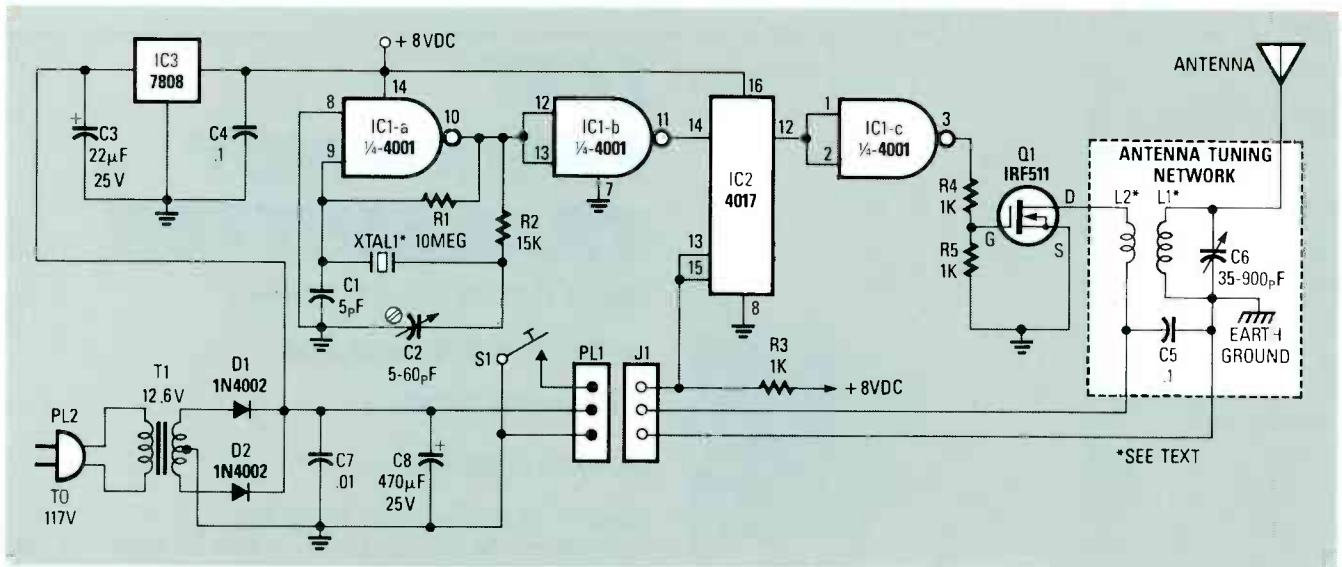 + 8VDC
IC3
7808
C3
22µF
25V
C4
.1
14
8
9
10
IC1-a
¼-4001
12
13
11
IC1-b
¼-4001
7
R1
10MEG
XTAL1*
R2
15K
C1
5pF
C2
5-60pF
16
14
12
IC2
4017
13
15
8
1
2
3
IC1-c
¼-4001
R4
1K
R5
1K
Q1
IRF511
D
G
S
ANTENNA
ANTENNA TUNING
NETWORK
L2*
L1*
C6
35-900pF
EARTH
GROUND
C5
.1
*SEE TEXT
S1
PL1
J1
R3
1K
+ 8VDC
PL2
TO
117V
T1
12.6V
D1
1N4002
D2
1N4002
C7
.01
C8
470µF
25V
+
+